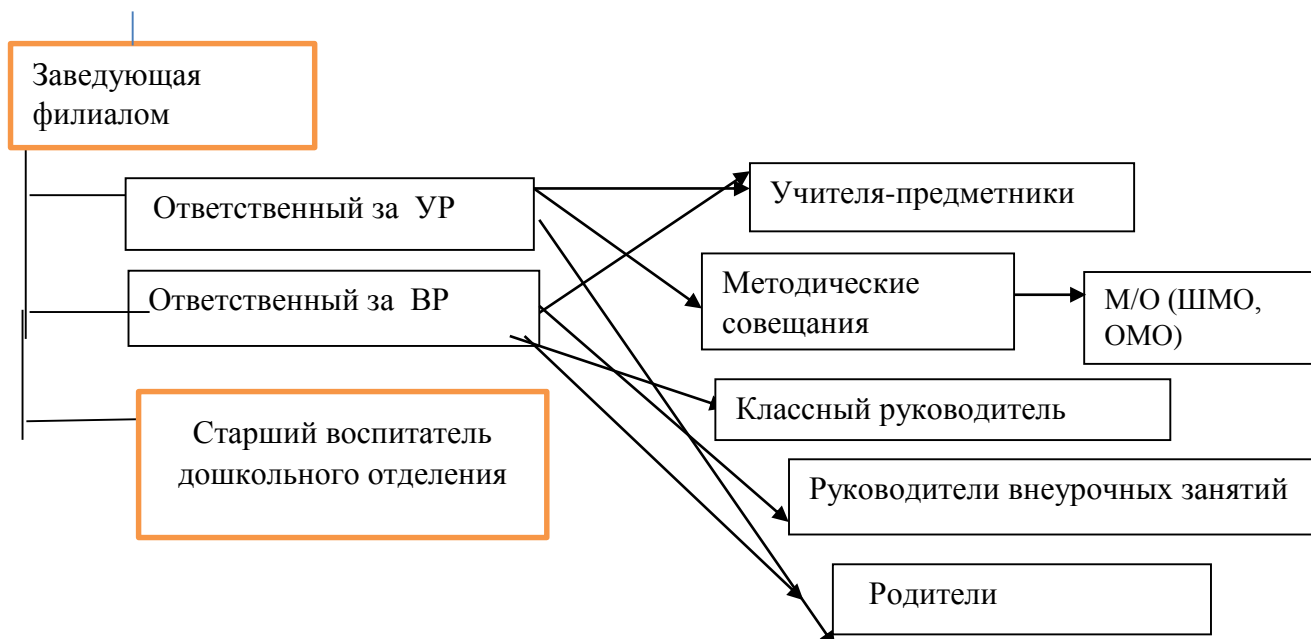 Заведующая
филиалом
Ответственный за УР
Ответственный за ВР
Старший воспитатель
дошкольного отделения
Учителя-предметники
Методические
совещания
М/О (ШМО,
ОМО)
Классный руководитель
Руководители внеурочных занятий
Родители